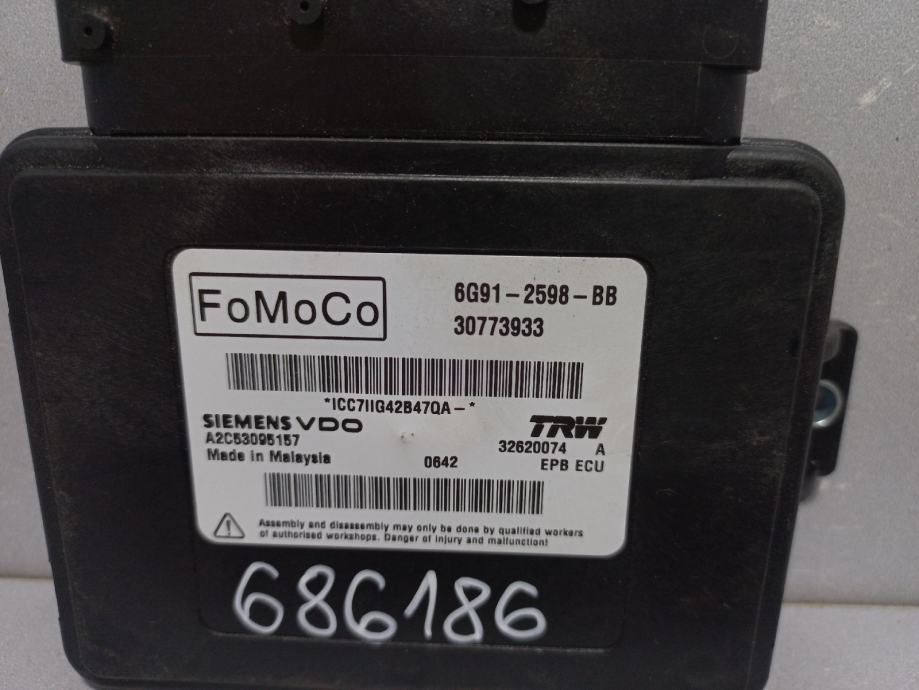 FoMoCo
6G91-2598-BB
30773933
*ICC7IIG42B47QA-*
SIEMENS VDO
A2C53095157
Made in Malaysia
0642
TRW
32620074 A
EPB ECU
Assembly and disassembly may only be done by qualified workers
of authorised workshops. Danger of injury and malfunction!
686186